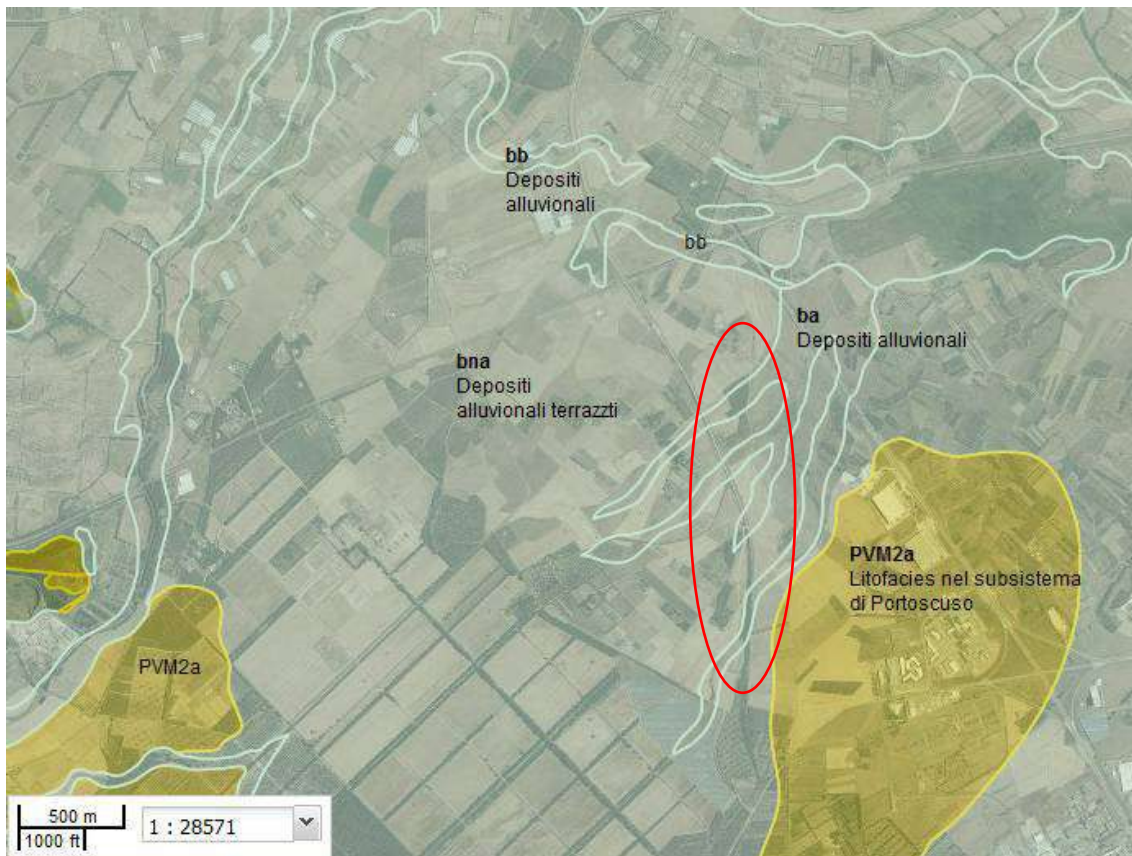 bb
Depositi
alluvionali
bb
ba
Depositi alluvionali
bna
Depositi
alluvionali terrazzti
PVM2a
Litofacies nel subsistema
di Portoscuso
PVM2a
500 m
1000 ft
1 : 28571